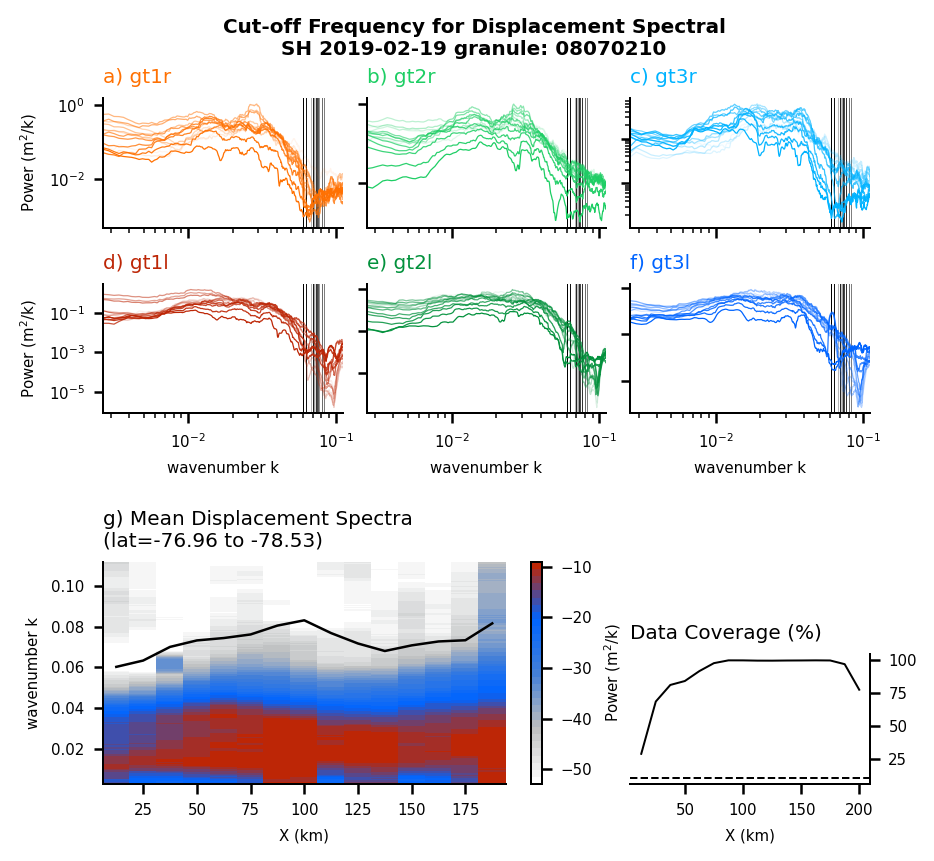 Cut-off Frequency for Displacement Spectral
SH 2019-02-19 granule: 08070210
a) gt1r
b) gt2r
c) gt3r
10⁰
10⁻²
Power (m²/k)
d) gt1l
e) gt2l
f) gt3l
10⁻¹
10⁻³
10⁻⁵
Power (m²/k)
10⁻² 10⁻¹
10⁻² 10⁻¹
10⁻² 10⁻¹
wavenumber k
wavenumber k
wavenumber k
g) Mean Displacement Spectra
(lat=-76.96 to -78.53)
0.10
0.08
0.06
0.04
0.02
wavenumber k
25 50 75 100 125 150 175
X (km)
−10
−20
−30
−40
−50
Power (m²/k)
Data Coverage (%)
100
75
50
25
50 100 150 200
X (km)